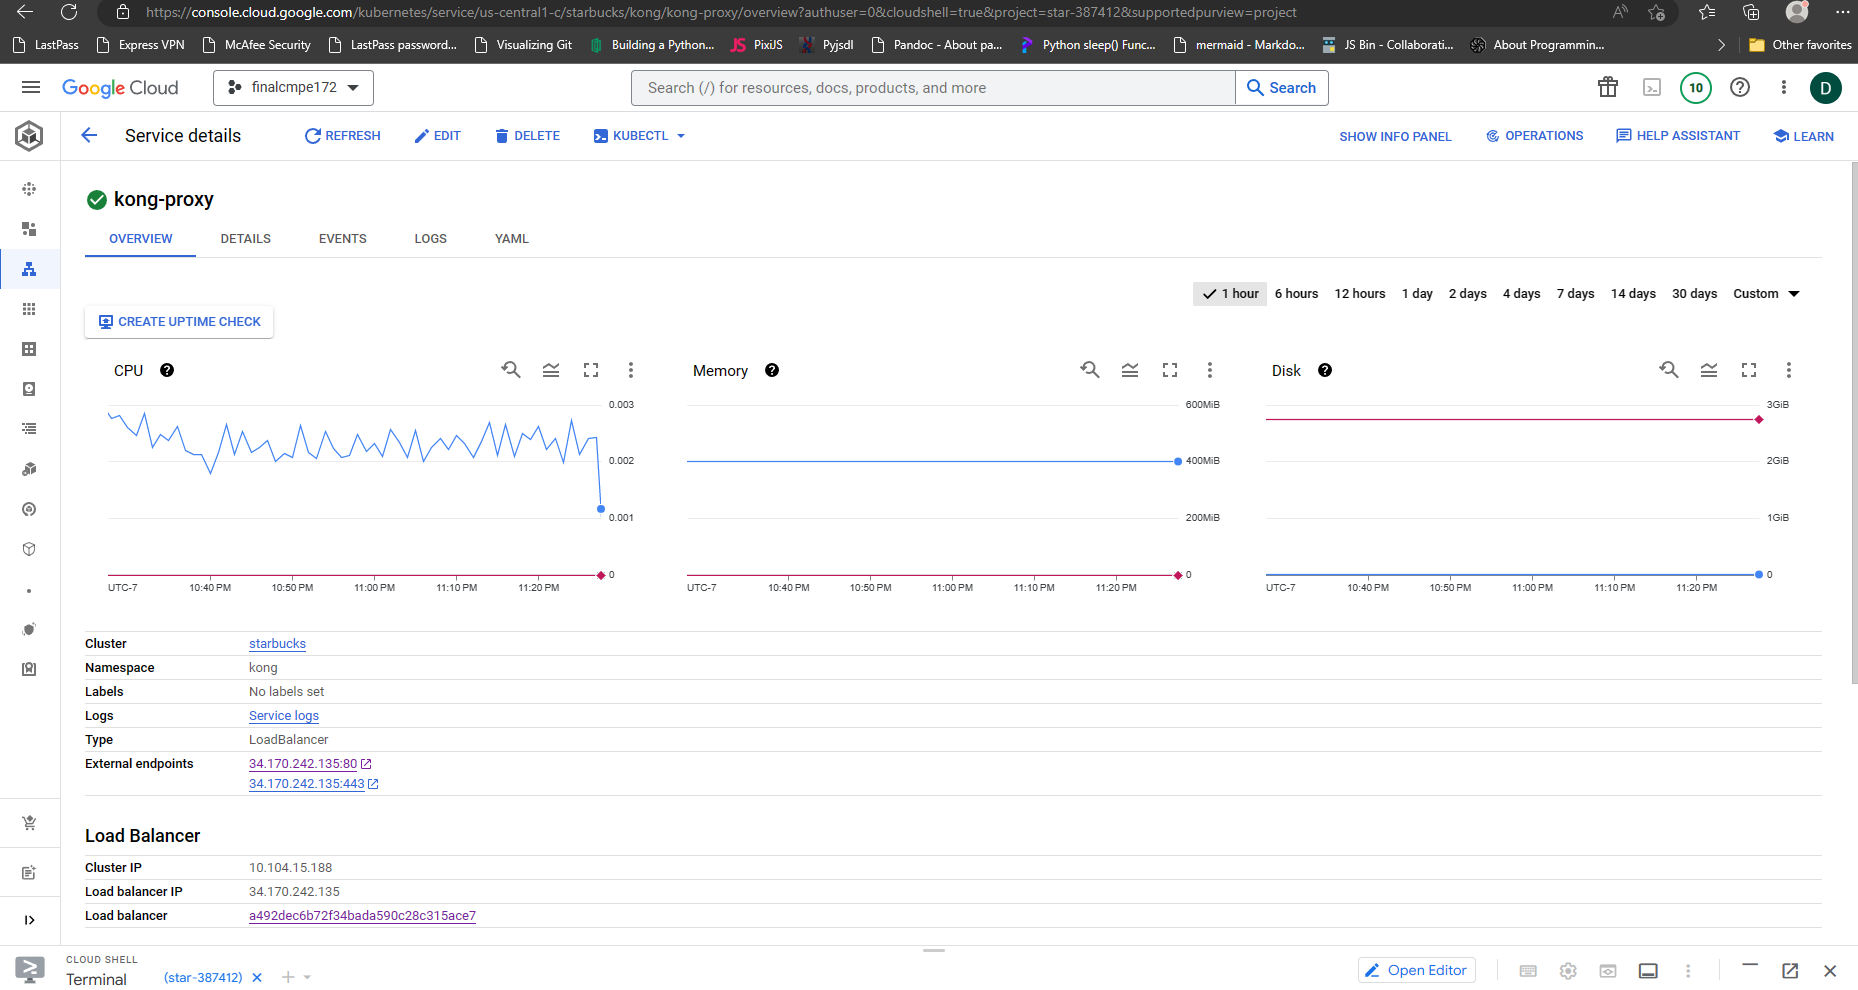 https://console.cloud.google.com/kubernetes/service/us-central1-c/starbucks/kong/kong-proxy/overview?authuser=0&cloudshell=true&project=star-387412&supportedpurview=project
LastPass Express VPN McAfee Security LastPass password... Visualizing Git Building a Python... JS PixiJS Pyjsdl Pandoc - About pa... Python sleep() Func... mermaid - Markdo... JS Bin - Collaborati... About Programmin... Other favorites
Google Cloud finalcmpe172 Search (/) for resources, docs, products, and more Search 10 D
Service details REFRESH EDIT DELETE KUBECTL SHOW INFO PANEL OPERATIONS HELP ASSISTANT LEARN
kong-proxy
OVERVIEW DETAILS EVENTS LOGS YAML
1 hour 6 hours 12 hours 1 day 2 days 4 days 7 days 14 days 30 days Custom
CREATE UPTIME CHECK
CPU
0.003
0.002
0.001
0
UTC-7 10:40 PM 10:50 PM 11:00 PM 11:10 PM 11:20 PM
Memory
600MiB
400MiB
200MiB
0
UTC-7 10:40 PM 10:50 PM 11:00 PM 11:10 PM 11:20 PM
Disk
3GiB
2GiB
1GiB
0
UTC-7 10:40 PM 10:50 PM 11:00 PM 11:10 PM 11:20 PM
Cluster starbucks
Namespace kong
Labels No labels set
Logs Service logs
Type LoadBalancer
External endpoints 34.170.242.135:80
34.170.242.135:443
Load Balancer
Cluster IP 10.104.15.188
Load balancer IP 34.170.242.135
Load balancer a492dec6b72f34bada590c28c315ace7
CLOUD SHELL
Terminal (star-387412) Open Editor